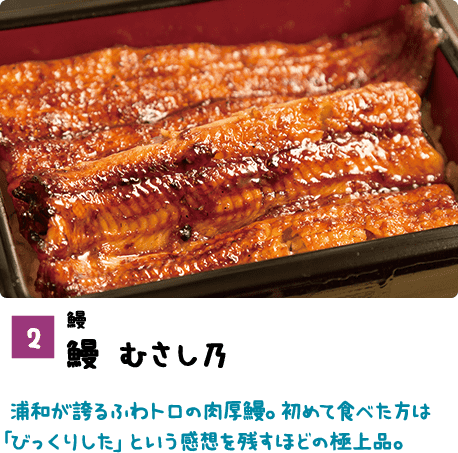 2
鰻
鰻 むさし乃
浦和が誇るふわトロの肉厚鰻。初めて食べた方は
「びっくりした」という感想を残すほどの極上品。